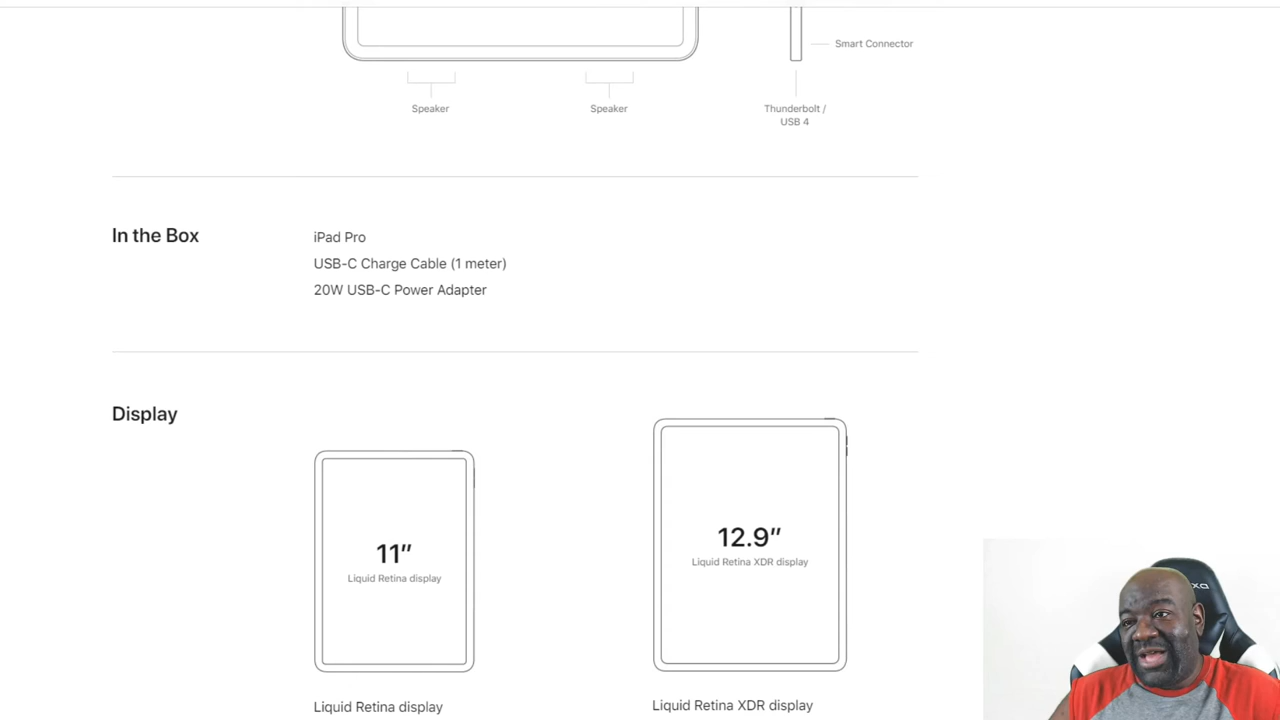 Smart Connector
Speaker
Speaker
Thunderbolt /
USB 4
In the Box
iPad Pro
USB-C Charge Cable (1 meter)
20W USB-C Power Adapter
Display
11″
Liquid Retina display
12.9″
Liquid Retina XDR display
Liquid Retina display
Liquid Retina XDR display